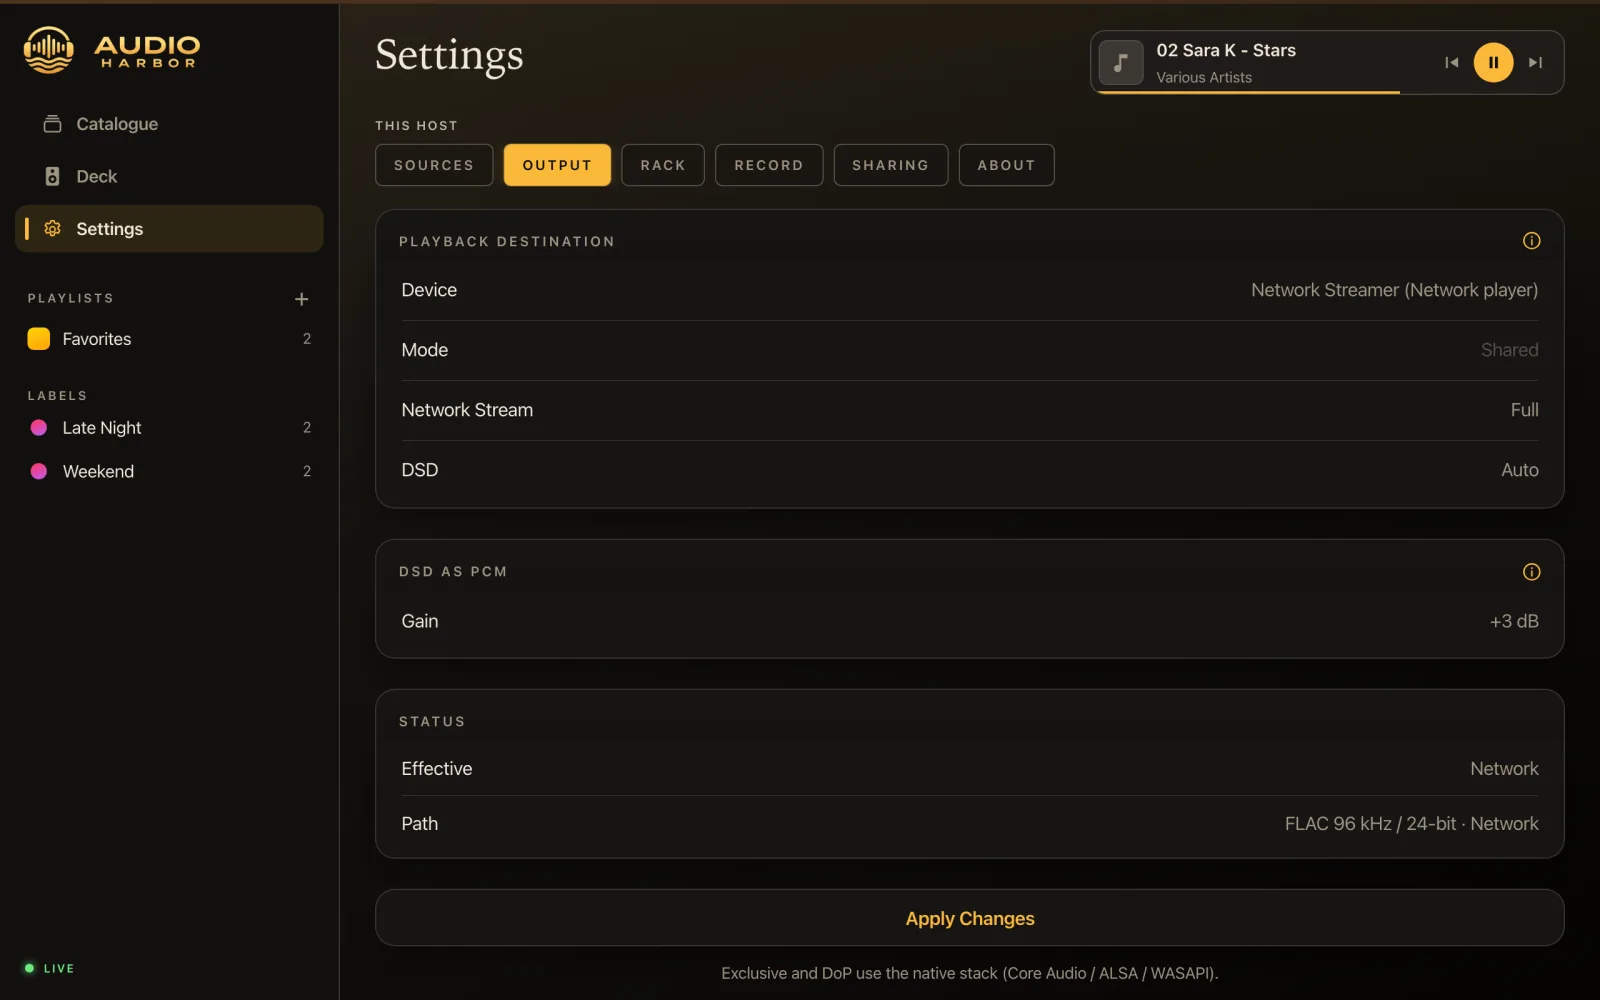 AUDIO
HARBOR
Catalogue
Deck
Settings
PLAYLISTS
Favorites 2
LABELS
Late Night 2
Weekend 2
LIVE
Settings
02 Sara K - Stars
Various Artists
THIS HOST
SOURCES OUTPUT RACK RECORD SHARING ABOUT
PLAYBACK DESTINATION
Device Network Streamer (Network player)
Mode Shared
Network Stream Full
DSD Auto
DSD AS PCM
Gain +3 dB
STATUS
Effective Network
Path FLAC 96 kHz / 24-bit · Network
Apply Changes
Exclusive and DoP use the native stack (Core Audio / ALSA / WASAPI).